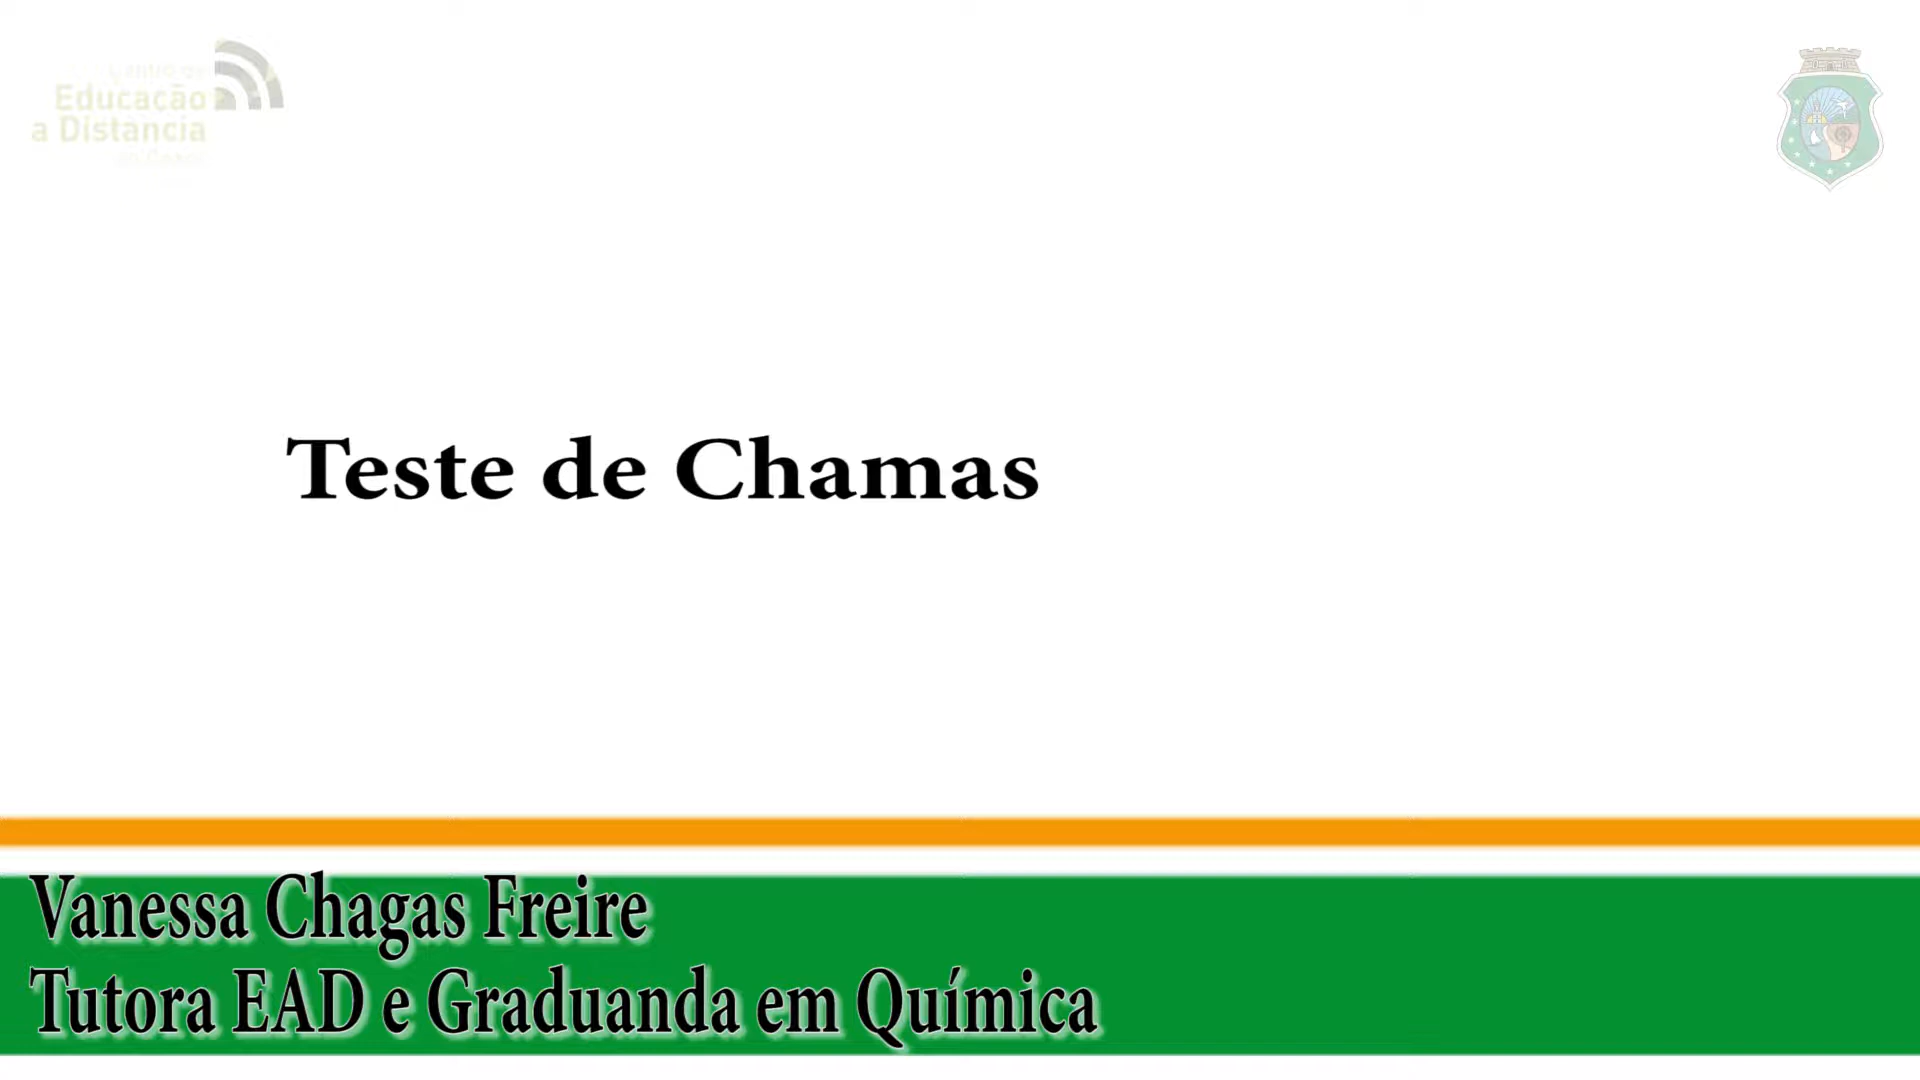 Educação
a Distância
Teste de Chamas
Vanessa Chagas Freire
Tutora EAD e Graduanda em Química